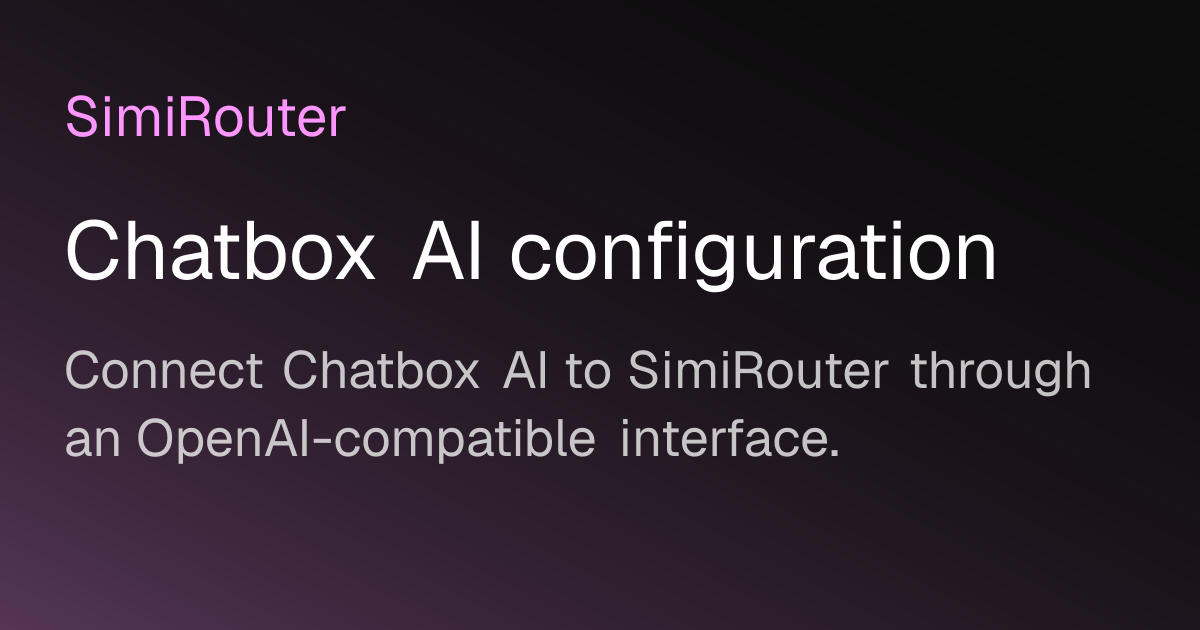 SimiRouter
Chatbox AI configuration
Connect Chatbox AI to SimiRouter through
an OpenAI-compatible interface.